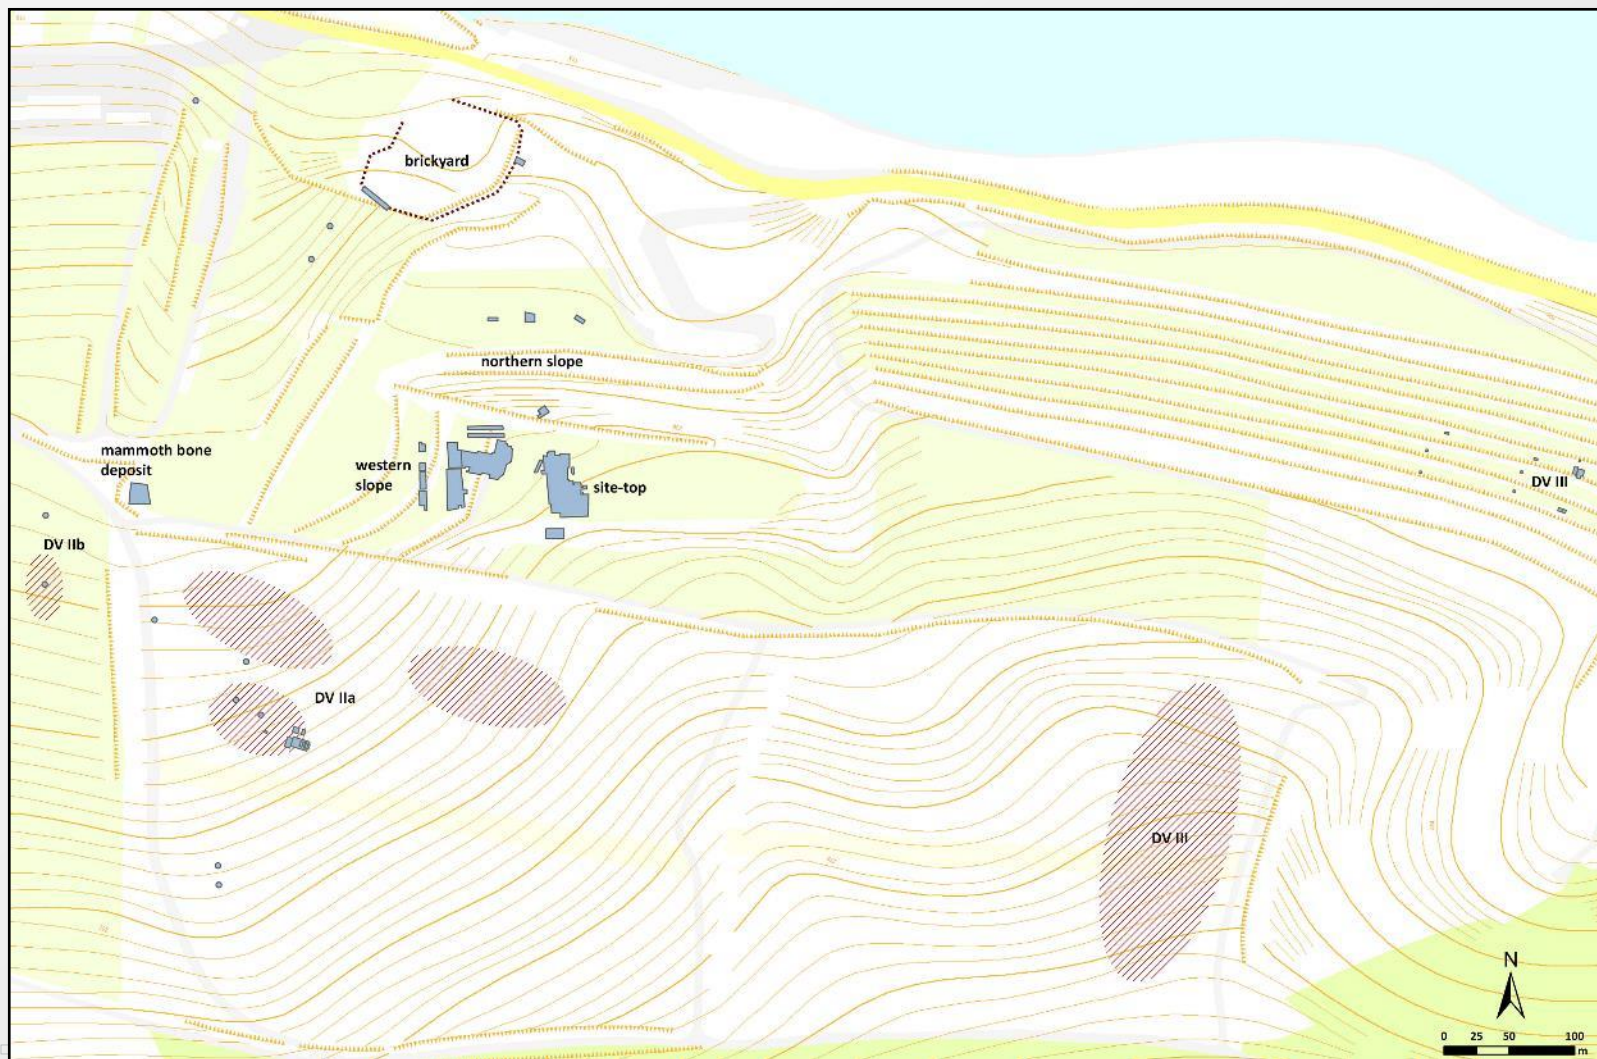 brickyard
northern slope
mammoth bone
deposit
western
slope
site-top
DV III
DV IIb
DV IIa
DV III
N
0 25 50 100
m